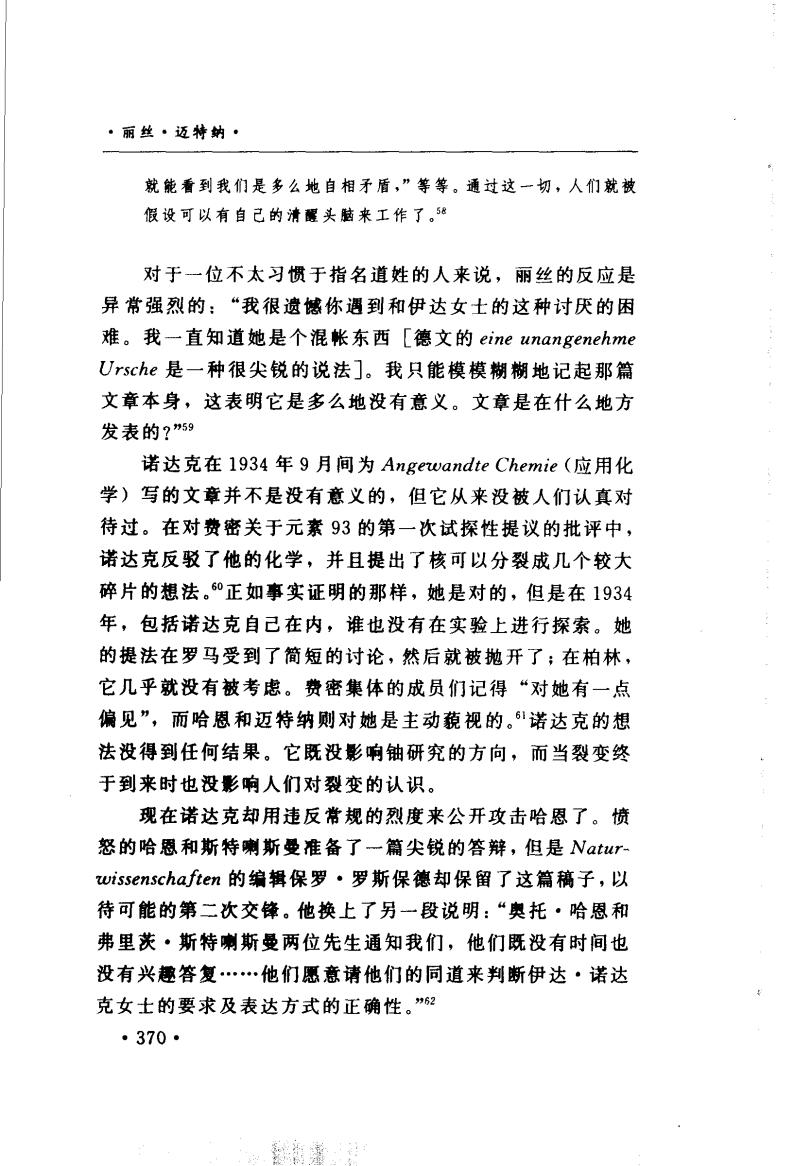 ·丽丝·迈特纳·
就能看到我们是多么地自相矛盾,”等等。通过这一切,人们就被
假设可以有自己的清醒头脑来工作了。58
对于一位不太习惯于指名道姓的人来说，丽丝的反应是
异常强烈的：“我很遗憾你遇到和伊达女士的这种讨厌的困
难。我一直知道她是个混帐东西［德文的 eine unangenehme
Ursche 是一种很尖锐的说法］。我只能模模糊糊地记起那篇
文章本身，这表明它是多么地没有意义。文章是在什么地方
发表的?”59
诺达克在 1934 年 9 月间为 Angewandte Chemie（应用化
学）写的文章并不是没有意义的，但它从来没被人们认真对
待过。在对费密关于元素 93 的第一次试探性提议的批评中，
诺达克反驳了他的化学，并且提出了核可以分裂成几个较大
碎片的想法。60正如事实证明的那样，她是对的，但是在 1934
年，包括诺达克自己在内，谁也没有在实验上进行探索。她
的提法在罗马受到了简短的讨论，然后就被抛开了；在柏林，
它几乎就没有被考虑。费密集体的成员们记得“对她有一点
偏见”，而哈恩和迈特纳则对她是主动藐视的。61诺达克的想
法没得到任何结果。它既没影响铀研究的方向，而当裂变终
于到来时也没影响人们对裂变的认识。
现在诺达克却用违反常规的烈度来公开攻击哈恩了。愤
怒的哈恩和斯特喇斯曼准备了一篇尖锐的答辩，但是 Natur-
wissenschaften 的编辑保罗·罗斯保德却保留了这篇稿子，以
待可能的第二次交锋。他换上了另一段说明：“奥托·哈恩和
弗里茨·斯特喇斯曼两位先生通知我们，他们既没有时间也
没有兴趣答复……他们愿意请他们的同道来判断伊达·诺达
克女士的要求及表达方式的正确性。”62
·370·